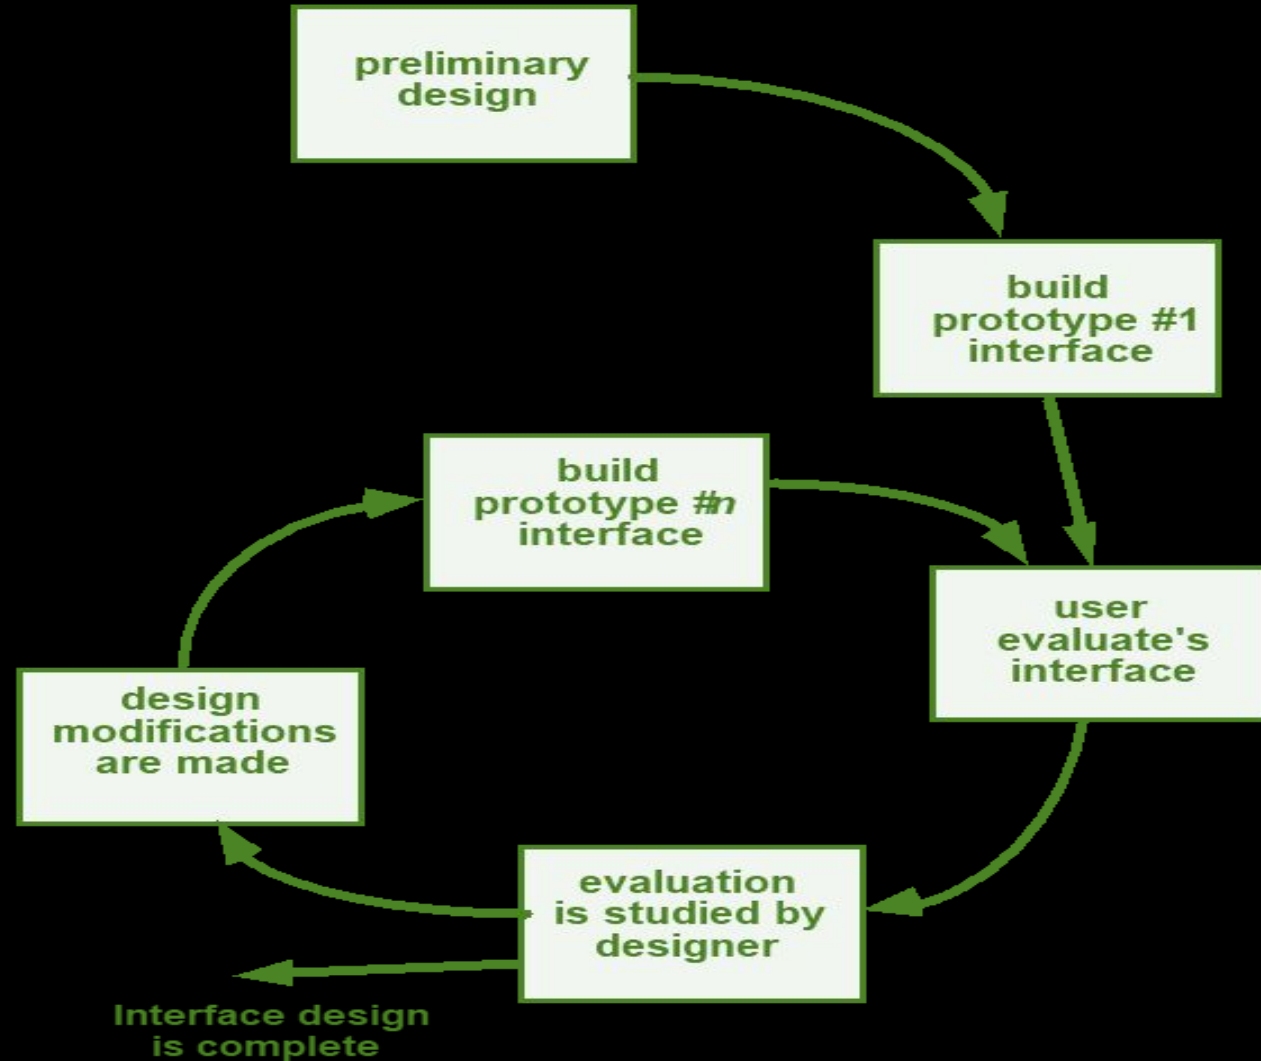 preliminary
design
build
prototype #1
interface
build
prototype #n
interface
user
evaluate's
interface
design
modifications
are made
evaluation
is studied by
designer
Interface design
is complete